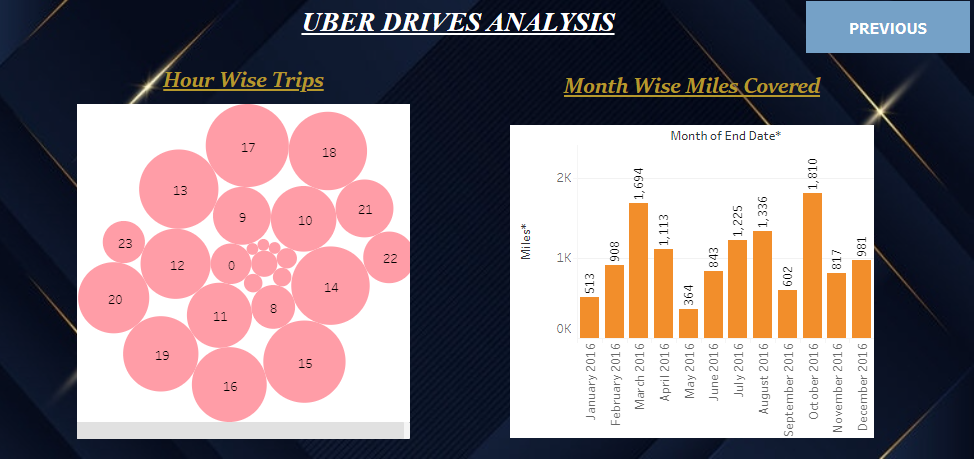 UBER DRIVES ANALYSIS
PREVIOUS
Hour Wise Trips
Month Wise Miles Covered
17
18
13
9
10
21
23
12
0
22
20
11
8
14
19
16
15
Month of End Date*
Miles*
2K
1K
0K
513
908
1,694
1,113
364
843
1,225
1,336
602
1,810
817
981
January 2016
February 2016
March 2016
April 2016
May 2016
June 2016
July 2016
August 2016
September 2016
October 2016
November 2016
December 2016